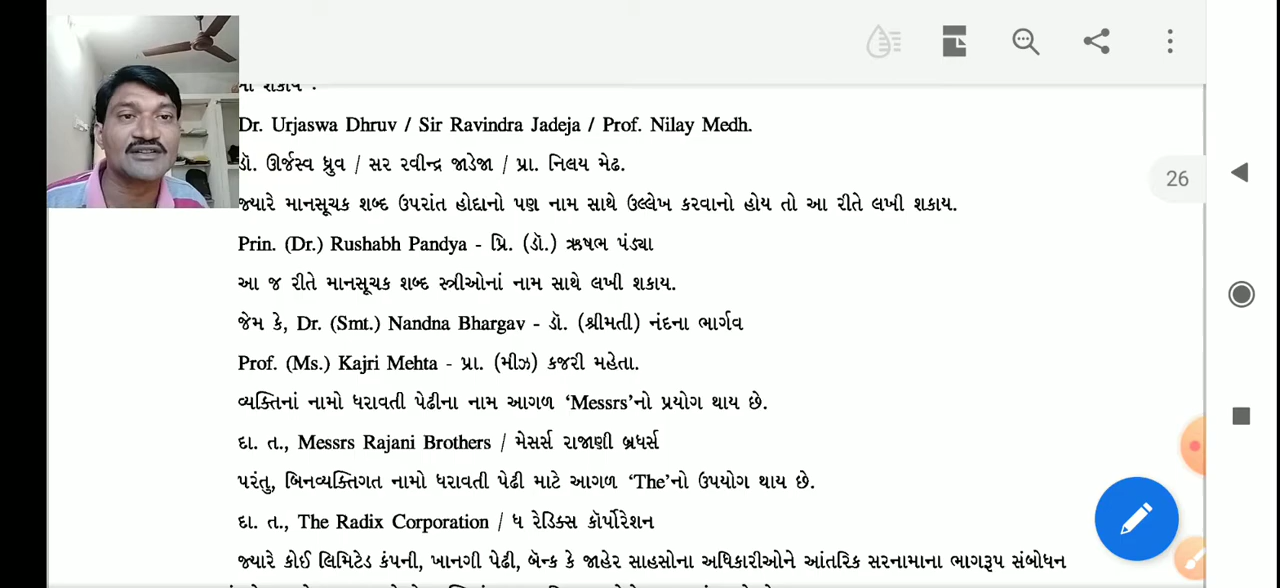 26
Dr. Urjaswa Dhruv / Sir Ravindra Jadeja / Prof. Nilay Medh.
ડૉ. ઊર્જસ્વ ધ્રુવ / સર રવીન્દ્ર જાડેજા / પ્રા. નિલય મેઢ.
જ્યારે માનસૂચક શબ્દ ઉપરાંત હોદ્દાનો પણ નામ સાથે ઉલ્લેખ કરવાનો હોય તો આ રીતે લખી શકાય.
Prin. (Dr.) Rushabh Pandya - પ્રિ. (ડૉ.) ઋષભ પંડ્યા
આ જ રીતે માનસૂચક શબ્દ સ્ત્રીઓનાં નામ સાથે લખી શકાય.
જેમ કે, Dr. (Smt.) Nandna Bhargav - ડૉ. (શ્રીમતી) નંદના ભાર્ગવ
Prof. (Ms.) Kajri Mehta - પ્રા. (મીઝ) કજરી મહેતા.
વ્યક્તિનાં નામો ધરાવતી પેઢીના નામ આગળ ‘Messrs’નો પ્રયોગ થાય છે.
દા. ત., Messrs Rajani Brothers / મેસર્સ રાજાણી બ્રધર્સ
પરંતુ, બિનવ્યક્તિગત નામો ધરાવતી પેઢી માટે આગળ ‘The’નો ઉપયોગ થાય છે.
દા. ત., The Radix Corporation / ધ રેડિક્સ કૉર્પોરેશન
જ્યારે કોઈ લિમિટેડ કંપની, ખાનગી પેઢી, બૅન્ક કે જાહેર સાહસોના અધિકારીઓને આંતરિક સરનામાના ભાગરૂપ સંબોધન